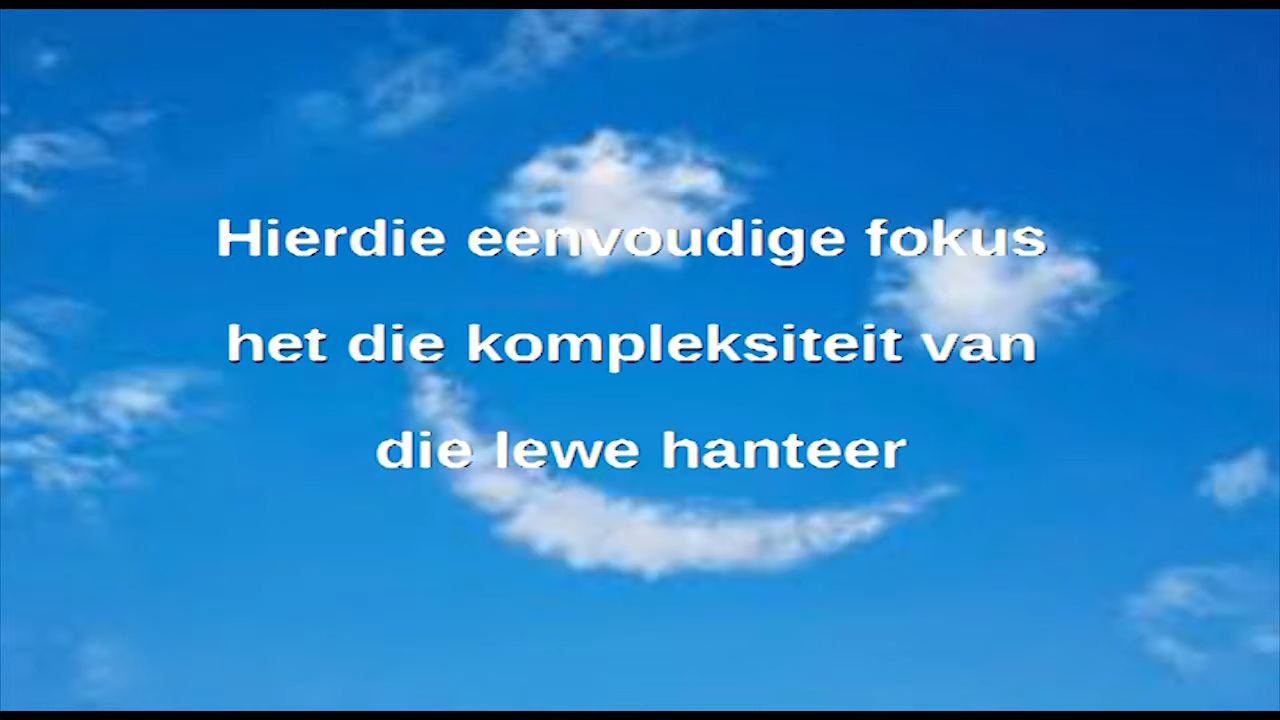 Hierdie eenvoudige fokus
het die kompleksiteit van
die lewe hanteer